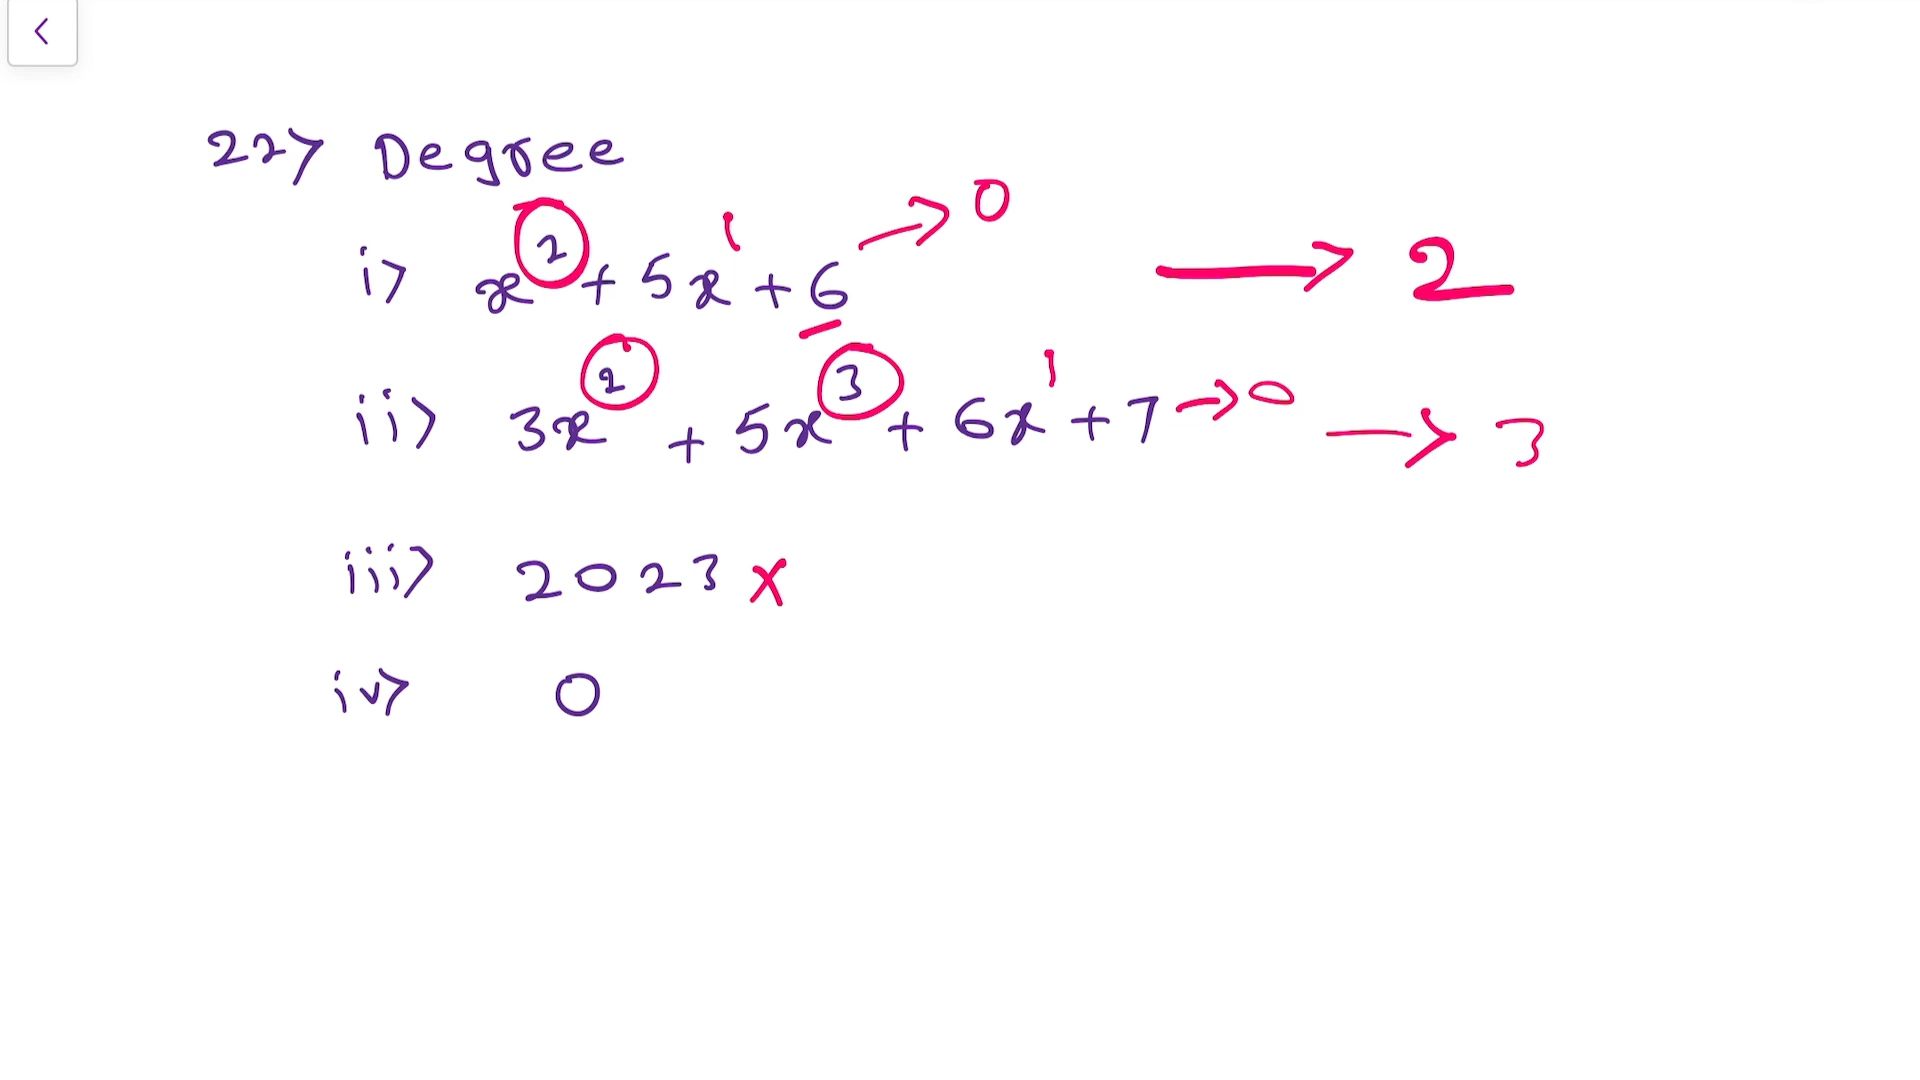 22> Degree
i> x² + 5x¹ + 6 → 0 → 2
ii> 3x² + 5x³ + 6x¹ + 7 → 0 → 3
iii> 2023 x
iv> 0